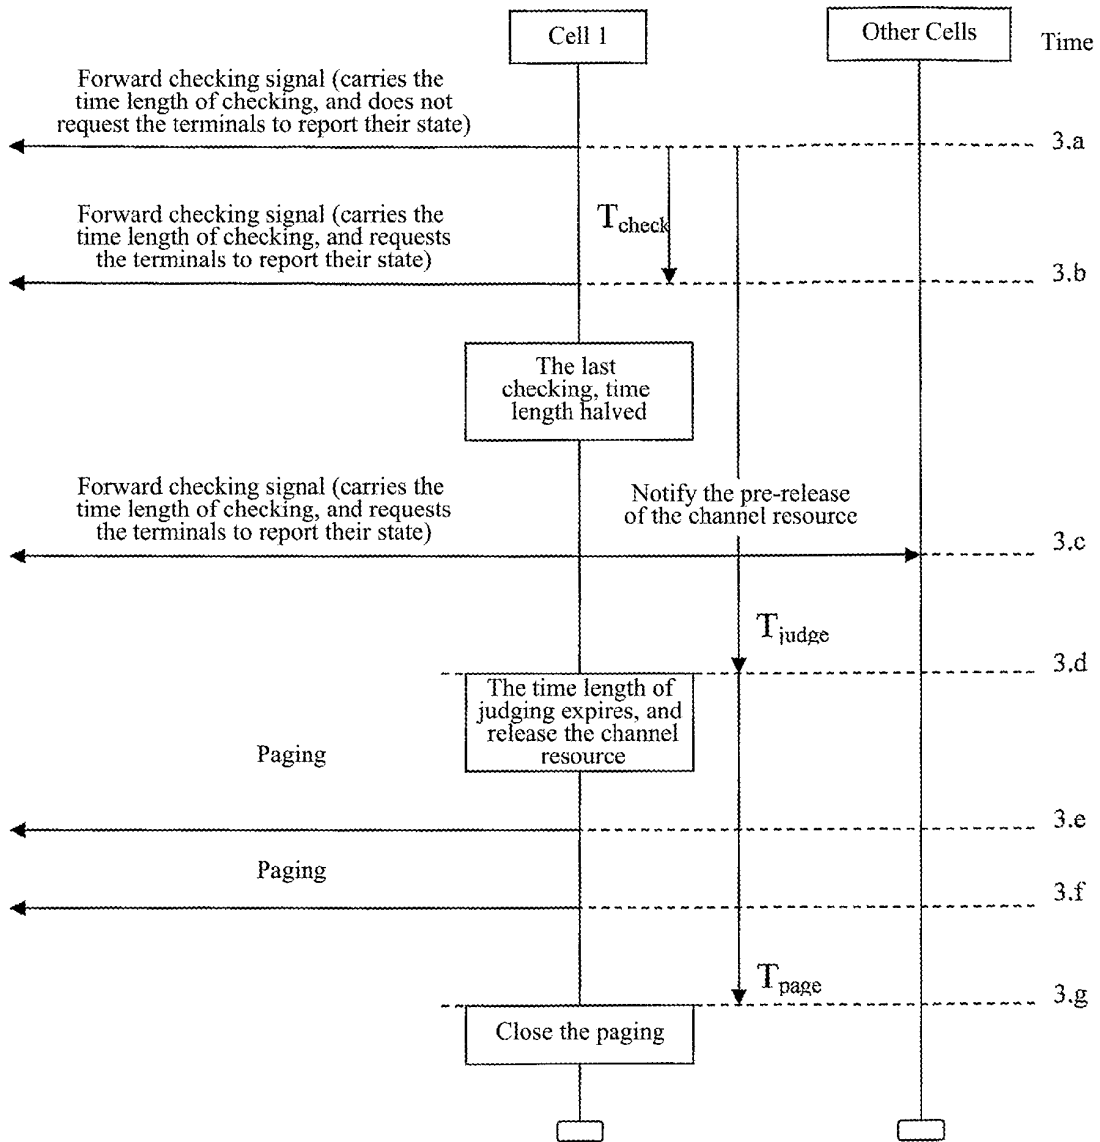 Cell 1
Other Cells
Time
Forward checking signal (carries the
time length of checking, and does not
request the terminals to report their state)
3.a
Tcheck
Forward checking signal (carries the
time length of checking, and requests
the terminals to report their state)
3.b
The last
checking, time
length halved
Forward checking signal (carries the
time length of checking, and requests
the terminals to report their state)
Notify the pre-release
of the channel resource
3.c
Tjudge
3.d
The time length of
judging expires, and
release the channel
resource
Paging
3.e
Paging
3.f
Tpage
3.g
Close the paging